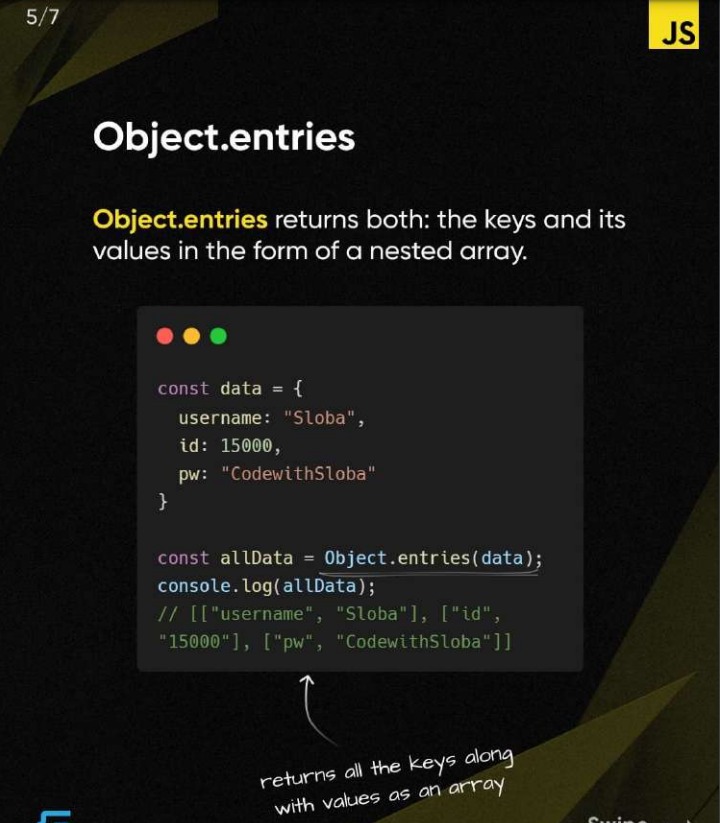 5/7
JS
Object.entries
Object.entries returns both: the keys and its
values in the form of a nested array.
const data = {
username: "Sloba",
id: 15000,
pw: "CodewithSloba"
}
const allData = Object.entries(data);
console.log(allData);
// [["username", "Sloba"], ["id",
"15000"], ["pw", "CodewithSloba"]]
returns all the keys along
with values as an array